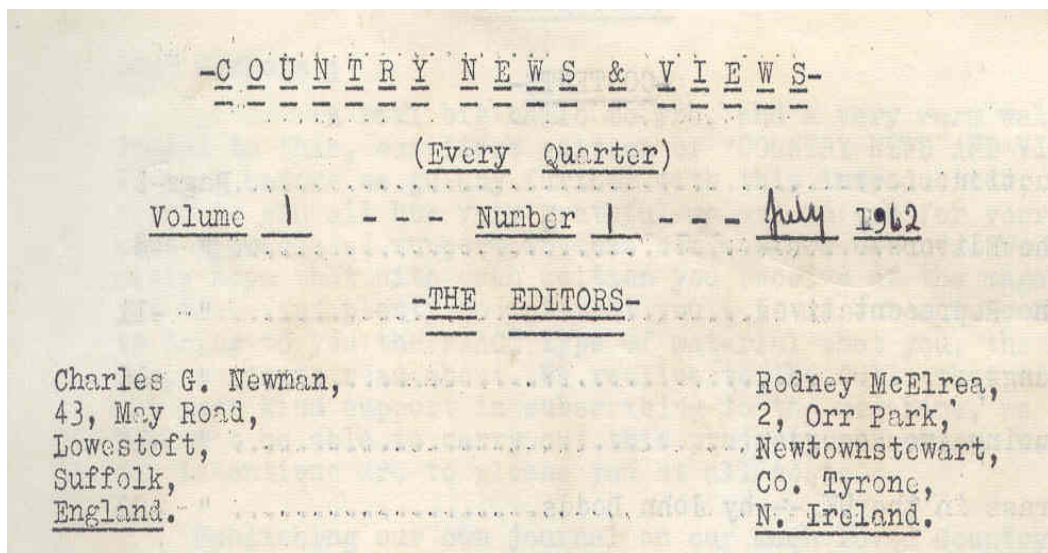 -COUNTRY NEWS & VIEWS-
(Every Quarter)
Volume 1 - - - - Number 1 - - - - July 1962
-THE EDITORS-
Charles G. Newman,
43, May Road,
Lowestoft,
Suffolk,
England.
Rodney McElrea,
2, Orr Park,
Newtownstewart,
Co. Tyrone,
N. Ireland.